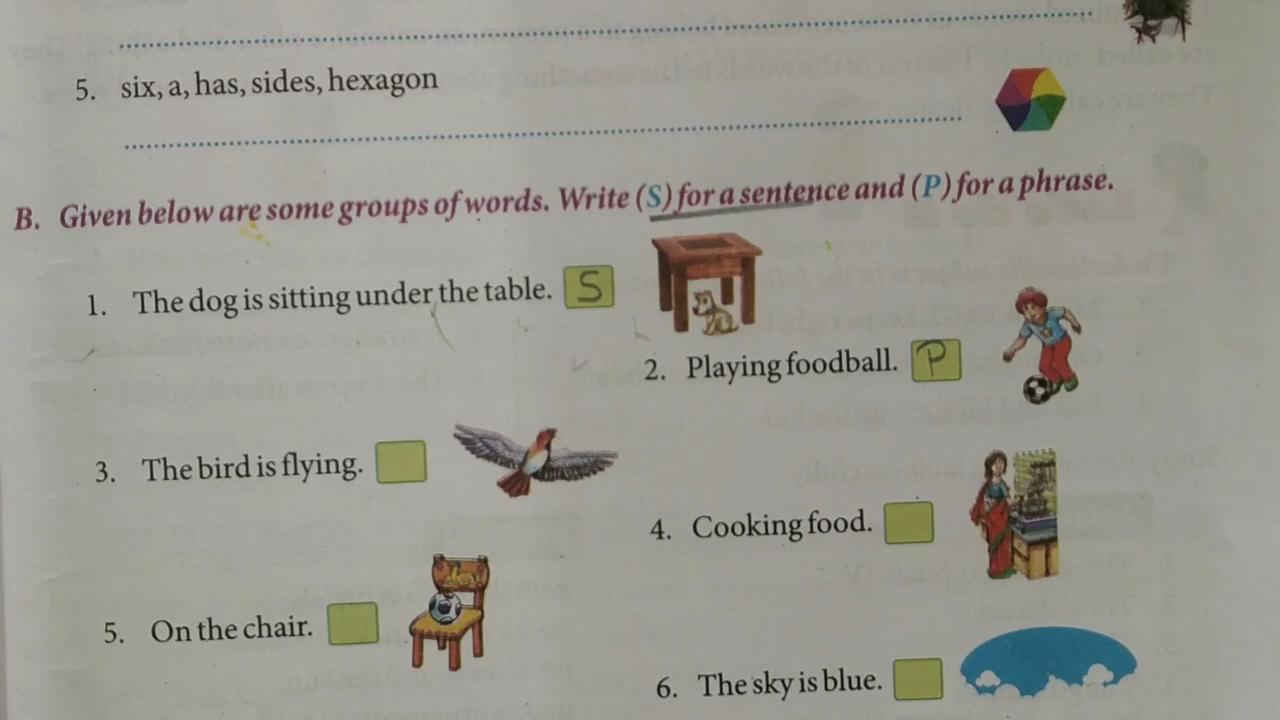 5. six, a, has, sides, hexagon
B. Given below are some groups of words. Write (S) for a sentence and (P) for a phrase.
1. The dog is sitting under the table. S
2. Playing foodball. P
3. The bird is flying.
4. Cooking food.
5. On the chair.
6. The sky is blue.